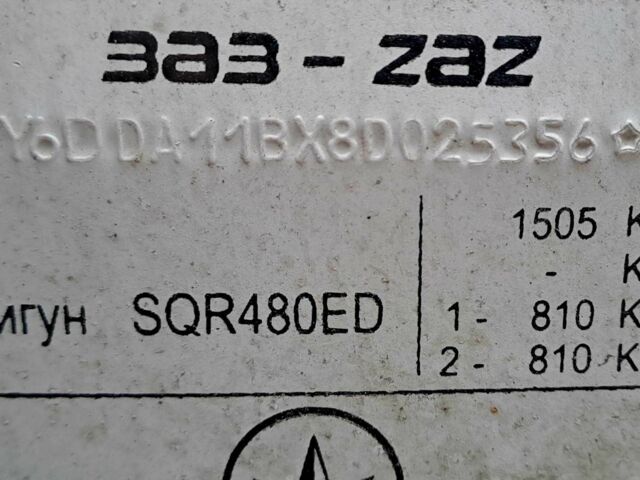 ЗАЗ - ZAZ
Y6DDA11BX8D025356
1505 K
- K
игун SQR480ED
1 - 810 K
2 - 810 K